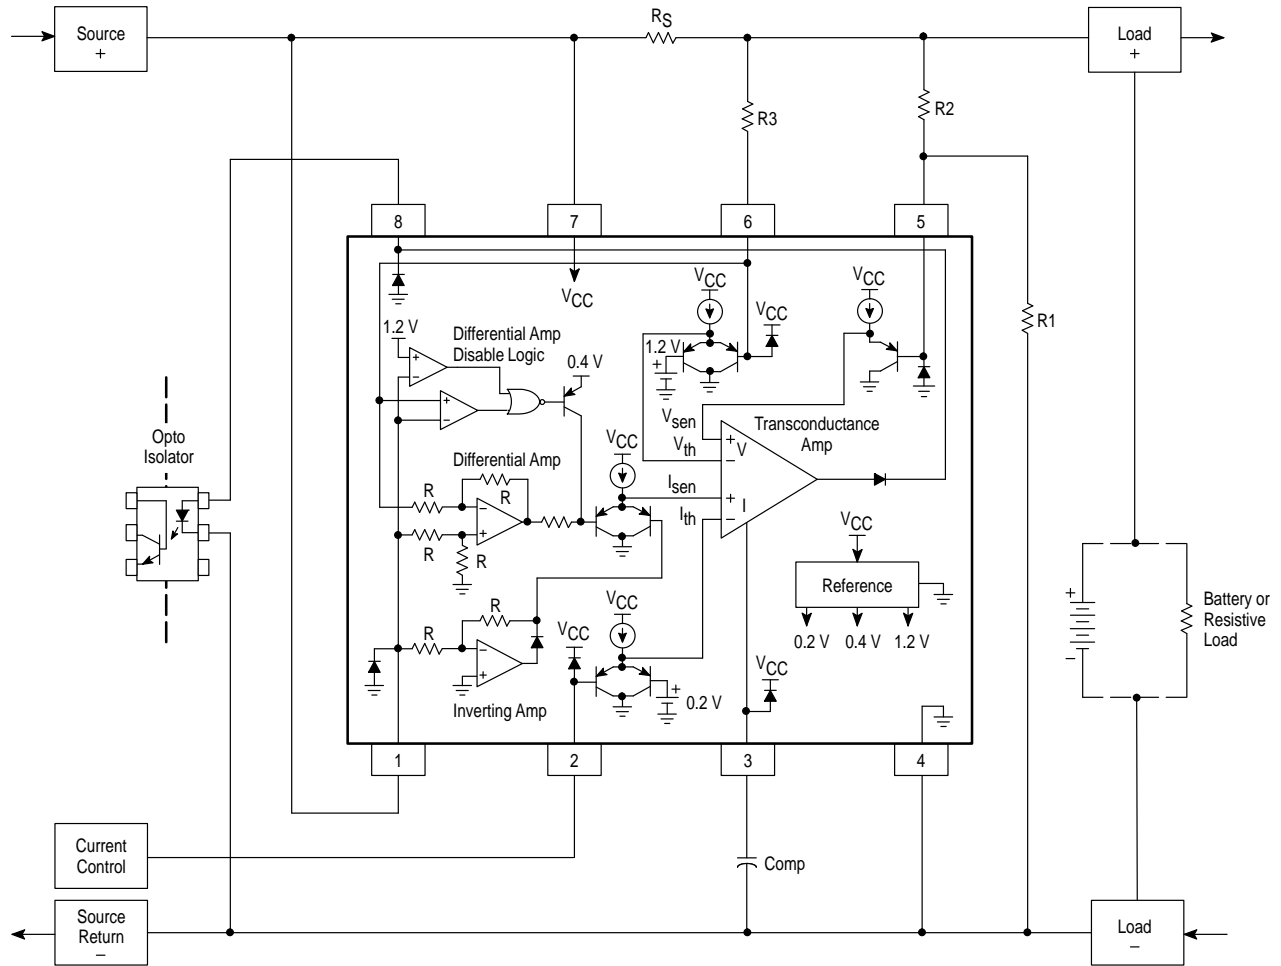 Source
+
RS
Load
+
R3
R2
8
7
6
5
VCC
VCC
VCC
VCC
1.2 V
Differential Amp
Disable Logic
0.4 V
1.2 V
+
R1
+
−
+
−
Opto
Isolator
Vsen
Vth
Transconductance
Amp
+
V
−
Differential Amp
VCC
Isen
Ith
+
I
−
R
R
−
+
R
R
VCC
Reference
0.2 V
0.4 V
1.2 V
+
−
Battery or
Resistive
Load
R
R
−
+
Inverting Amp
VCC
VCC
+
0.2 V
VCC
1
2
3
4
Current
Control
Comp
Source
Return
−
Load
−